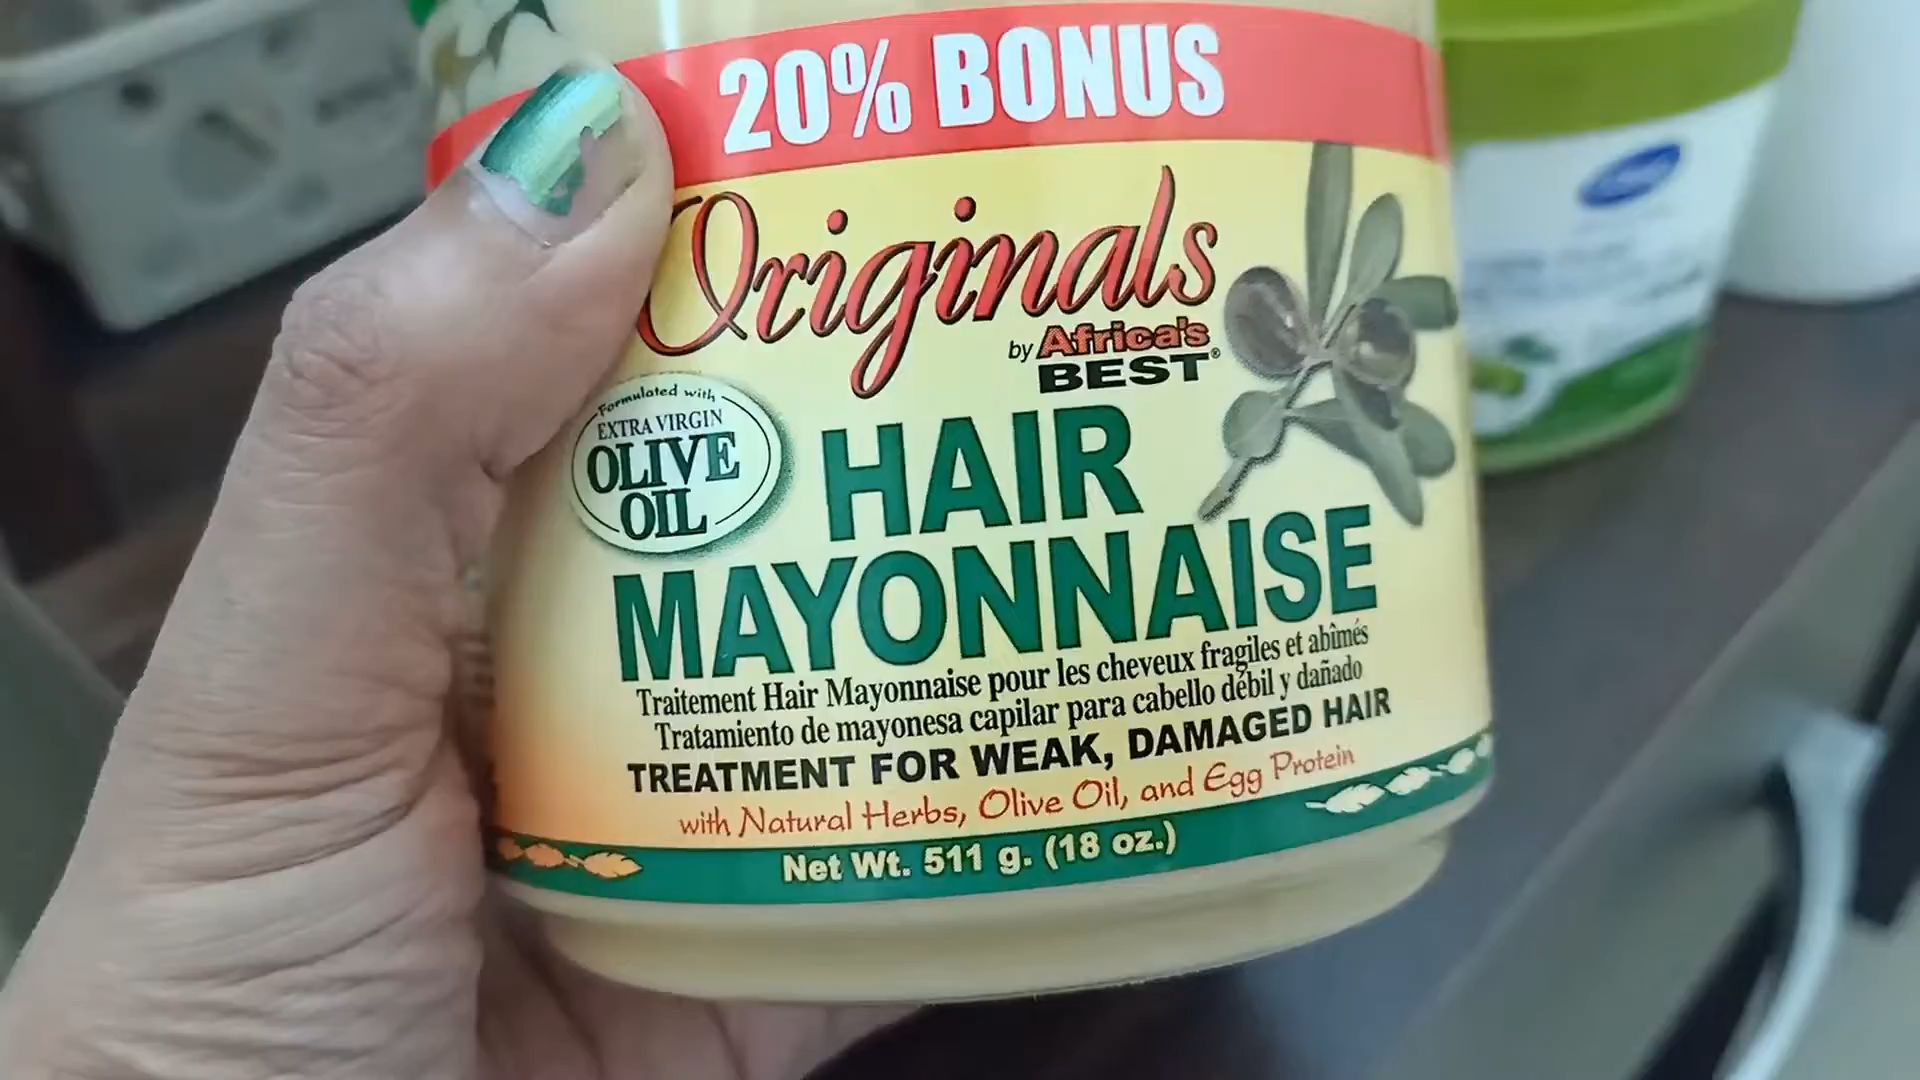 20% BONUS
Originals
by Africa's
BEST®
Formulated with
EXTRA VIRGIN
OLIVE
OIL
HAIR
MAYONNAISE
Traitement Hair Mayonnaise pour les cheveux fragiles et abîmés
Tratamiento de mayonesa capilar para cabello débil y dañado
TREATMENT FOR WEAK, DAMAGED HAIR
with Natural Herbs, Olive Oil, and Egg Protein
Net Wt. 511 g. (18 oz.)